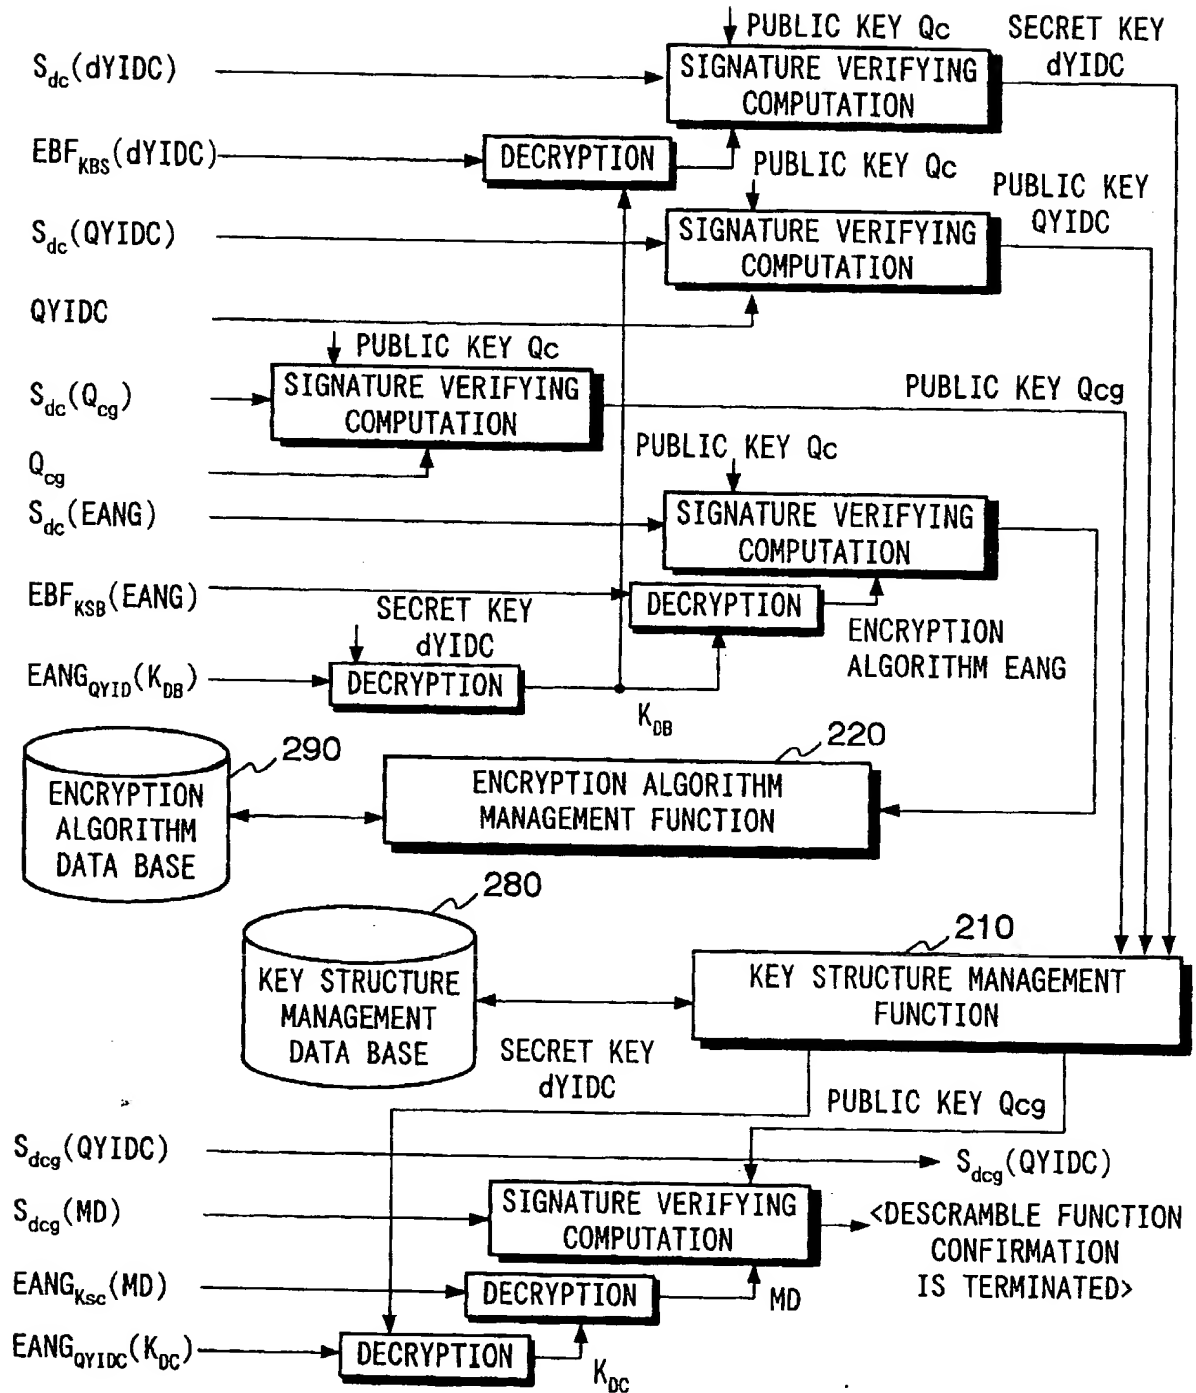 PUBLIC KEY Qc
SECRET KEY
dYIDC
Sdc(dYIDC)
SIGNATURE VERIFYING
COMPUTATION
EBFKBS(dYIDC)
DECRYPTION
PUBLIC KEY Qc
PUBLIC KEY
QYIDC
Sdc(QYIDC)
SIGNATURE VERIFYING
COMPUTATION
QYIDC
PUBLIC KEY Qc
Sdc(Qcg)
SIGNATURE VERIFYING
COMPUTATION
PUBLIC KEY Qcg
Qcg
PUBLIC KEY Qc
Sdc(EANG)
SIGNATURE VERIFYING
COMPUTATION
EBFKSB(EANG)
DECRYPTION
SECRET KEY
dYIDC
ENCRYPTION
ALGORITHM EANG
EANGQYID(KDB)
DECRYPTION
KDB
290
220
ENCRYPTION
ALGORITHM
DATA BASE
ENCRYPTION ALGORITHM
MANAGEMENT FUNCTION
280
210
KEY STRUCTURE
MANAGEMENT
DATA BASE
KEY STRUCTURE MANAGEMENT
FUNCTION
SECRET KEY
dYIDC
PUBLIC KEY Qcg
Sdcg(QYIDC)
Sdcg(QYIDC)
Sdcg(MD)
SIGNATURE VERIFYING
COMPUTATION
<DESCRAMBLE FUNCTION
CONFIRMATION
IS TERMINATED>
EANGKsc(MD)
DECRYPTION
MD
EANGQYIDC(KDC)
DECRYPTION
KDC